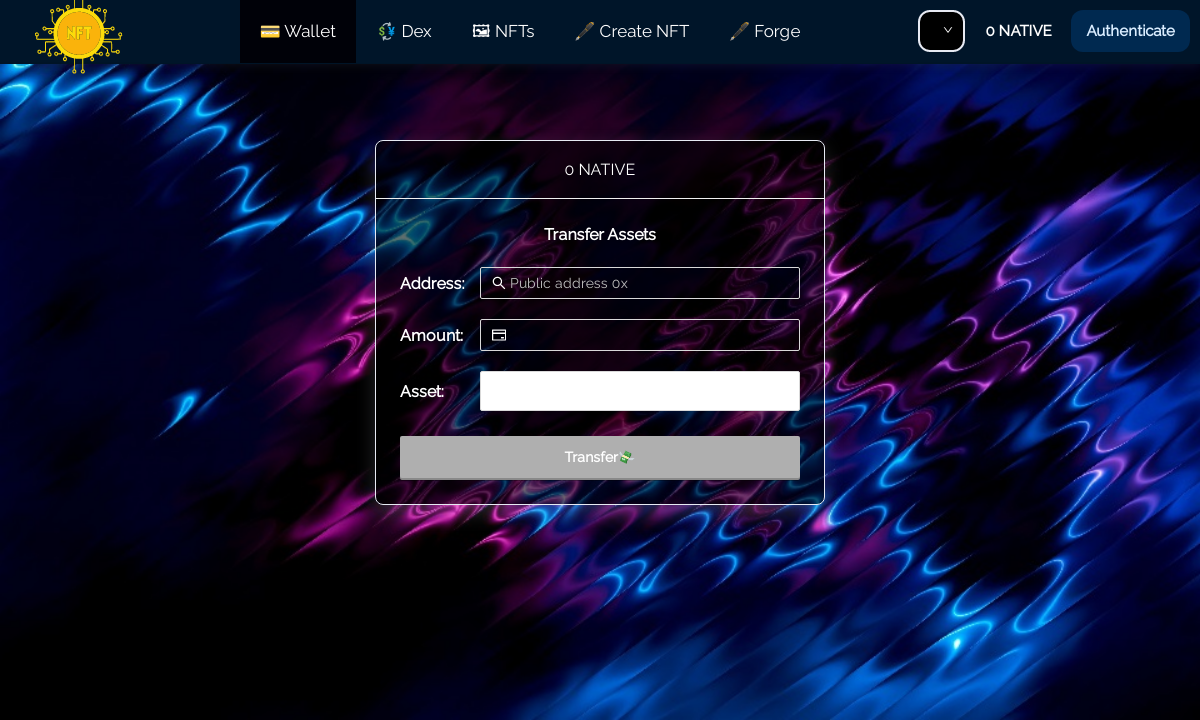 NFT
💳 Wallet
💱 Dex
🖼 NFTs
🖋 Create NFT
🖋 Forge
0 NATIVE
Authenticate
0 NATIVE
Transfer Assets
Address:
Public address 0x
Amount:
Asset:
Transfer💸